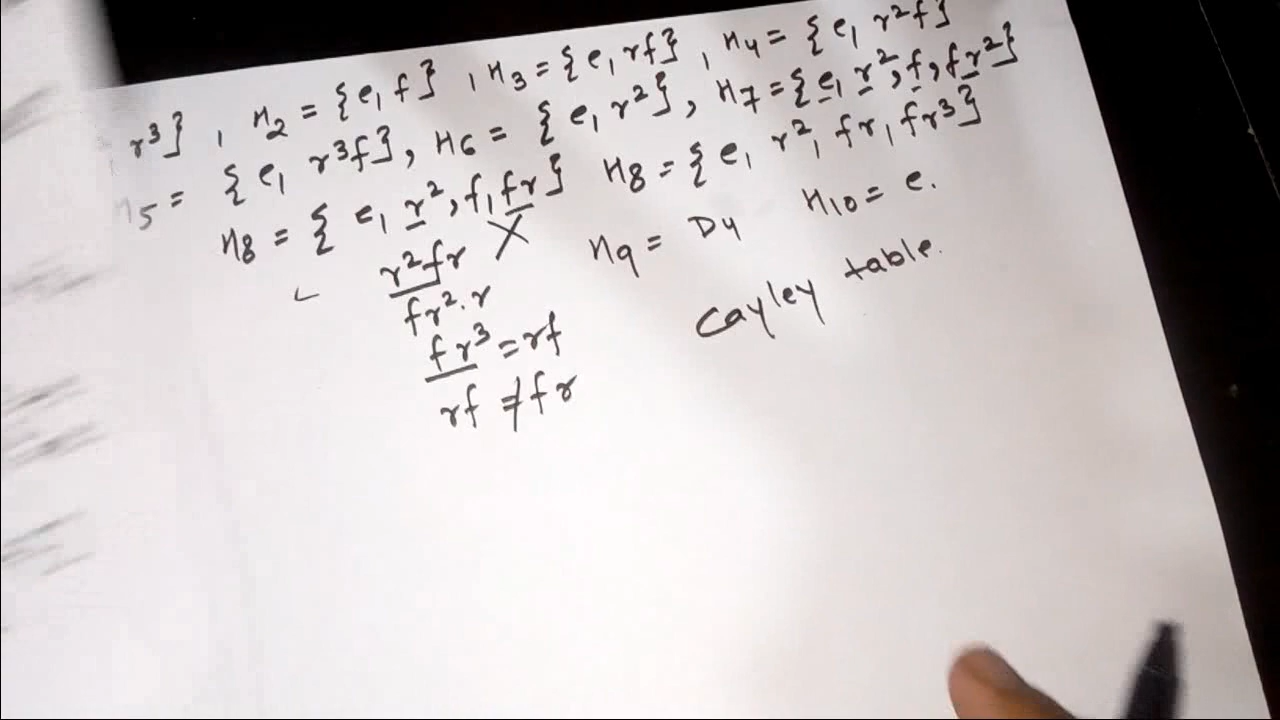 r³} , H₂ = {e, f} , H₃ = {e, rf} , H₄ = {e, r²f}
H₅ = {e, r³f}, H₆ = {e, r²}, H₇ = {e, r², f, fr²}
H₈ = {e, r², f, fr} H₈ = {e, r², fr, fr³}
r²fr X H₉ = D4 H₁₀ = e.
fr².r Cayley table.
fr³ = rf
rf ≠ fr